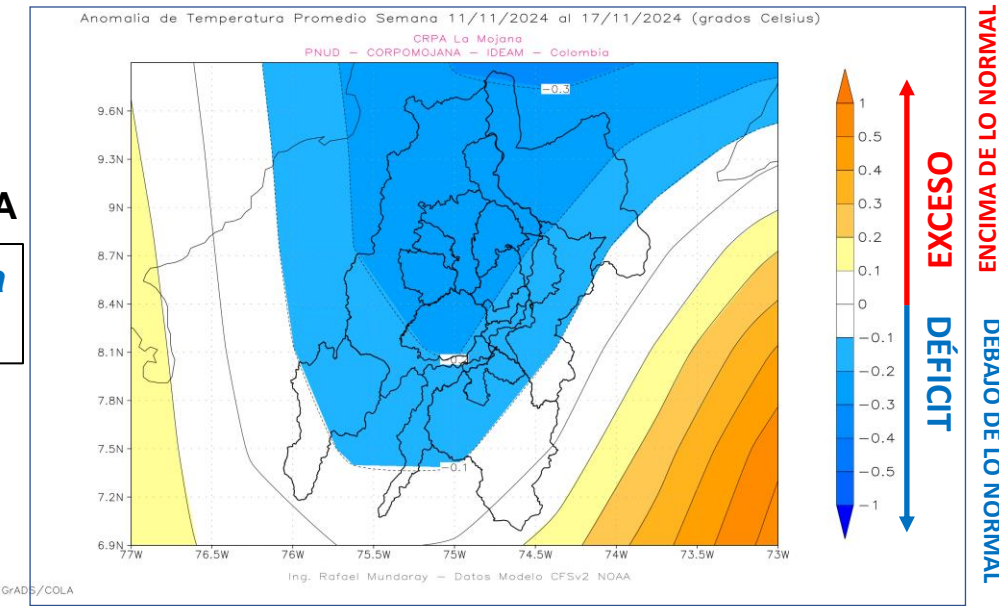 Anomalia de Temperatura Promedio Semana 11/11/2024 al 17/11/2024 (grados Celsius)
CRPA La Mojana
PNUD – CORPOMOJANA – IDEAM – Colombia
A
a
9.6N
9.3N
9N
8.7N
8.4N
8.1N
7.8N
7.5N
7.2N
6.9N
77W
76.5W
76W
75.5W
75W
74.5W
74W
73.5W
73W
−0.3
−0.1
1
0.5
0.4
0.3
0.2
0.1
0
−0.1
−0.2
−0.3
−0.4
−0.5
−1
EXCESO
DÉFICIT
ENCIMA DE LO NORMAL
DEBAJO DE LO NORMAL
Ing. Rafael Mundaray – Datos Modelo CFSv2 NOAA
GrADS/COLA